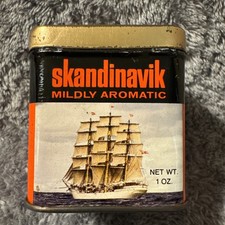 skandinavik
MILDLY AROMATIC
NET WT.
1 OZ.